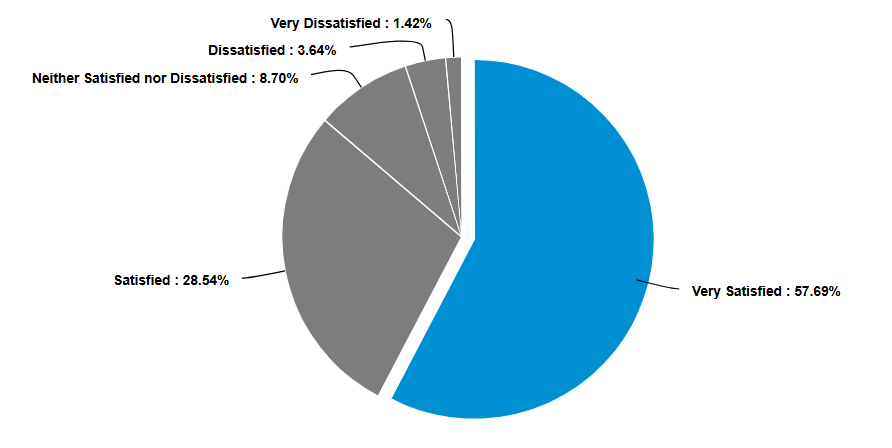 Very Dissatisfied : 1.42%
Dissatisfied : 3.64%
Neither Satisfied nor Dissatisfied : 8.70%
Satisfied : 28.54%
Very Satisfied : 57.69%